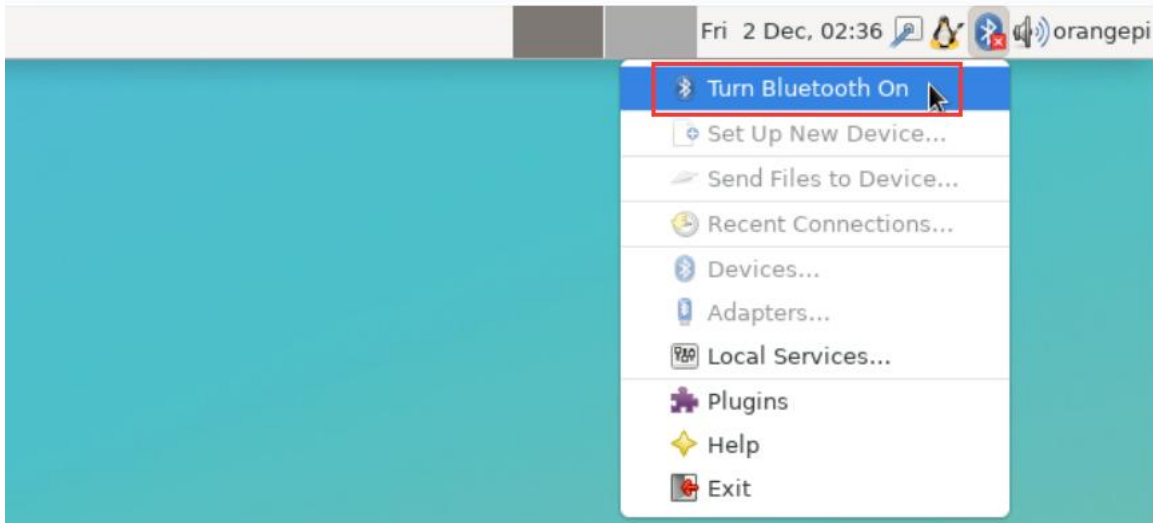 Fri 2 Dec, 02:36 orangepi
Turn Bluetooth On
Set Up New Device...
Send Files to Device...
Recent Connections...
Devices...
Adapters...
Local Services...
Plugins
Help
Exit